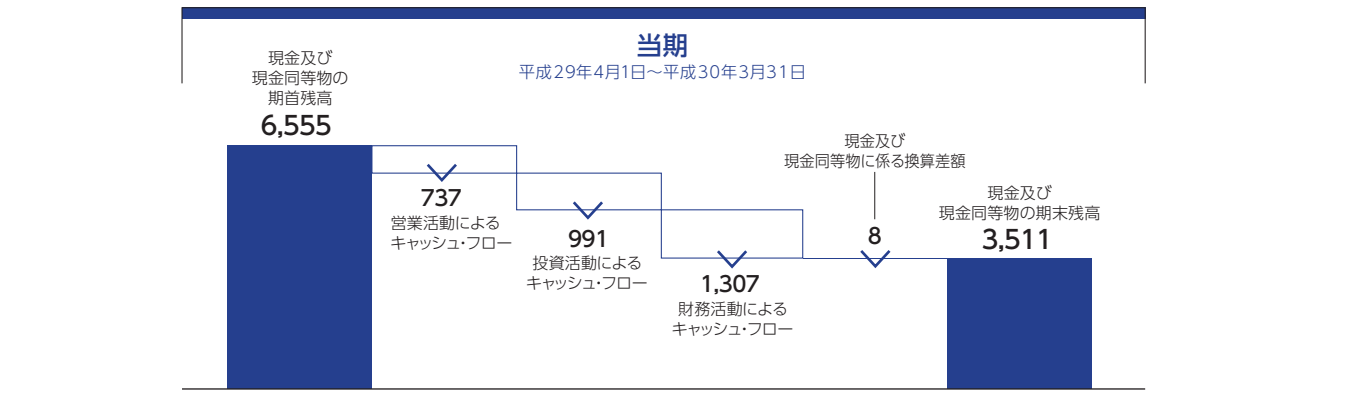 当期
平成29年4月1日～平成30年3月31日
現金及び
現金同等物の
期首残高
6,555
737
営業活動による
キャッシュ・フロー
991
投資活動による
キャッシュ・フロー
1,307
財務活動による
キャッシュ・フロー
現金及び
現金同等物に係る換算差額
8
現金及び
現金同等物の期末残高
3,511